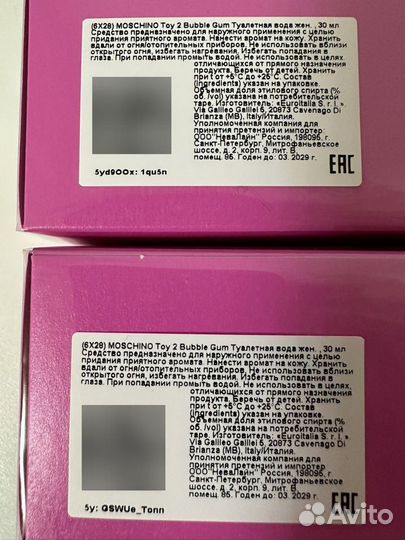 (6X28) MOSCHINO Toy 2 Bubble Gum Туалетная вода жен. , 30 мл
Средство предназначено для наружного применения с целью
придания приятного аромата. Нанести аромат на кожу. Хранить
вдали от огня/отопительных приборов. Не использовать вблизи
открытого огня, избегать нагревания. Избегать попадания в
глаза. При попадании промыть водой. Не использовать в целях,
отличающихся от прямого назначения
продукта. Беречь от детей. Хранить
при t от +5°С до +25°С. Состав
(ingredients) указан на упаковке.
Объемная доля этилового спирта (%
об. /vol) указана на потребительской
таре. Изготовитель: «Euroitalia S. r. l. »
Via Galileo Galilei 6, 20873 Cavenago Di
Brianza (MB), Italy/Италия.
Уполномоченная компания для
принятия претензий и импортер:
ООО"НеваЛайн" Россия, 198095, г.
Санкт-Петербург, Митрофаньевское
шоссе, д. 2, корп. 9, лит. В,
помещ. 85. Годен до: 03. 2029 г.
5yd9OOx: 1qu5n
EAC
(6X28) MOSCHINO Toy 2 Bubble Gum Туалетная вода жен. , 30 мл
Средство предназначено для наружного применения с целью
придания приятного аромата. Нанести аромат на кожу. Хранить
вдали от огня/отопительных приборов. Не использовать вблизи
открытого огня, избегать нагревания. Избегать попадания в
глаза. При попадании промыть водой. Не использовать в целях,
отличающихся от прямого назначения
продукта. Беречь от детей. Хранить
при t от +5°С до +25°С. Состав
(ingredients) указан на упаковке.
Объемная доля этилового спирта (%
об. /vol) указана на потребительской
таре. Изготовитель: «Euroitalia S. r. l. »
Via Galileo Galilei 6, 20873 Cavenago Di
Brianza (MB), Italy/Италия.
Уполномоченная компания для
принятия претензий и импортер:
ООО"НеваЛайн" Россия, 198095, г.
Санкт-Петербург, Митрофаньевское
шоссе, д. 2, корп. 9, лит. В,
помещ. 85. Годен до: 03. 2029 г.
5y: GSWUe_Tonn
EAC
Avito